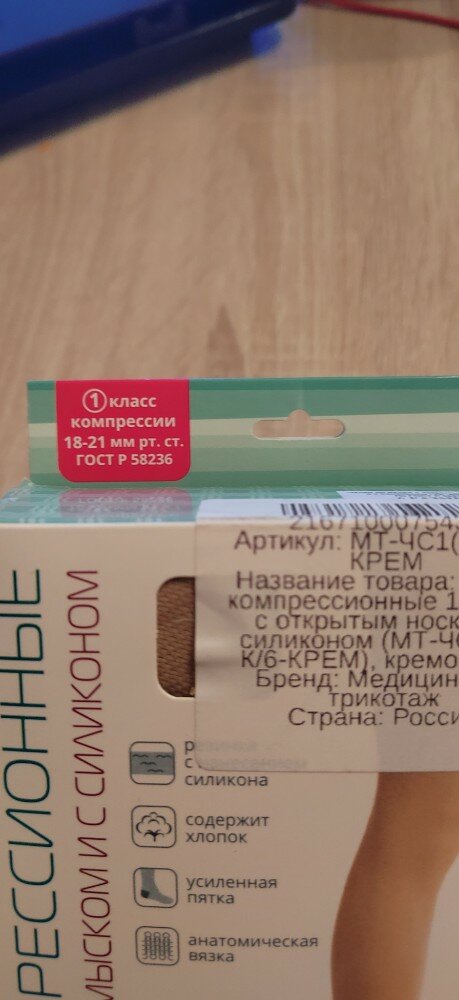 1 класс
компрессии
18-21 мм рт. ст.
ГОСТ Р 58236
Артикул: МТ-ЧС1(
КРЕМ
Название товара:
компрессионные 1
с открытым носк
силиконом (МТ-Ч
К/6-КРЕМ), кремо
Бренд: Медицин
трикотаж
Страна: Росси
РЕССИОННЫЕ
МЫСКОМ И С СИЛИКОНОМ
с нанесением
силикона
содержит
хлопок
усиленная
пятка
анатомическая
вязка